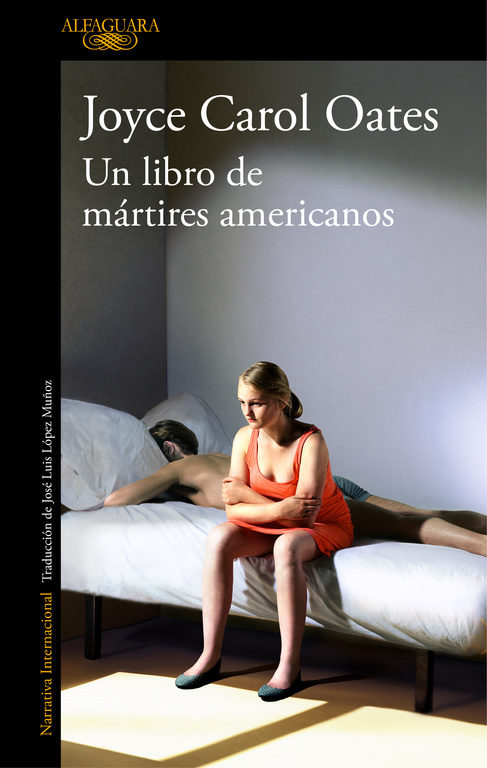 ALFAGUARA
Joyce Carol Oates
Un libro de
mártires americanos
Narrativa Internacional Traducción de José Luis López Muñoz